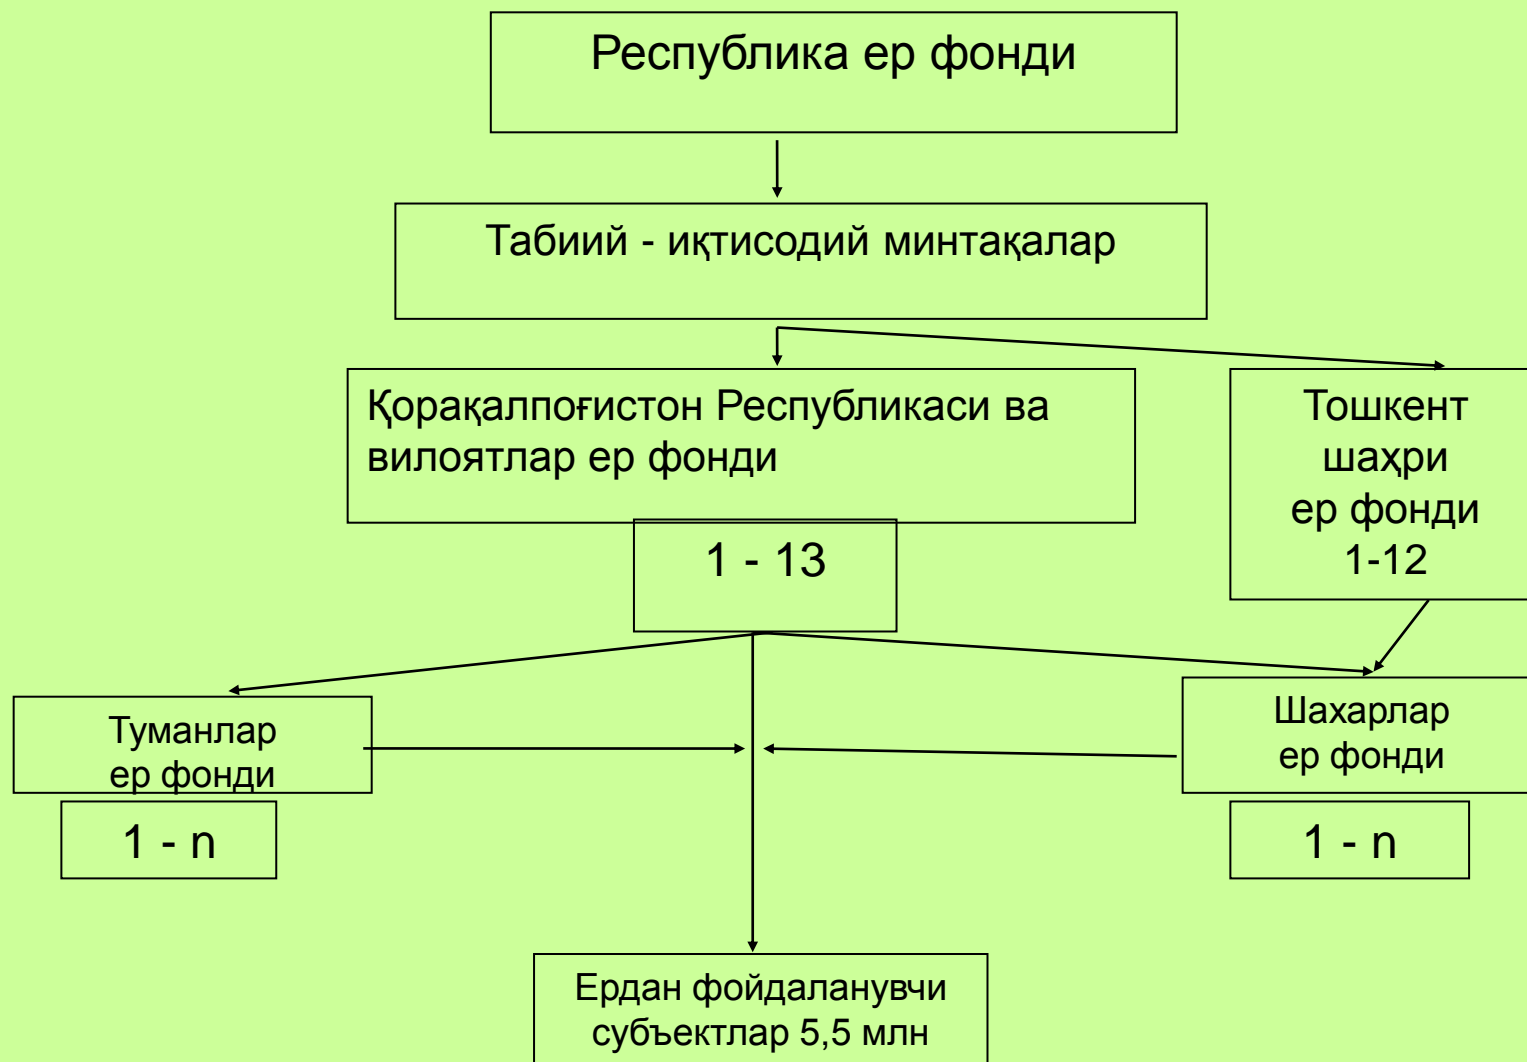 Республика ер фонди
Табиий - иқтисодий минтақалар
Қорақалпоғистон Республикаси ва
вилоятлар ер фонди
1 - 13
Тошкент
шаҳри
ер фонди
1-12
Туманлар
ер фонди
1 - n
Шахарлар
ер фонди
1 - n
Ердан фойдаланувчи
субъектлар 5,5 млн